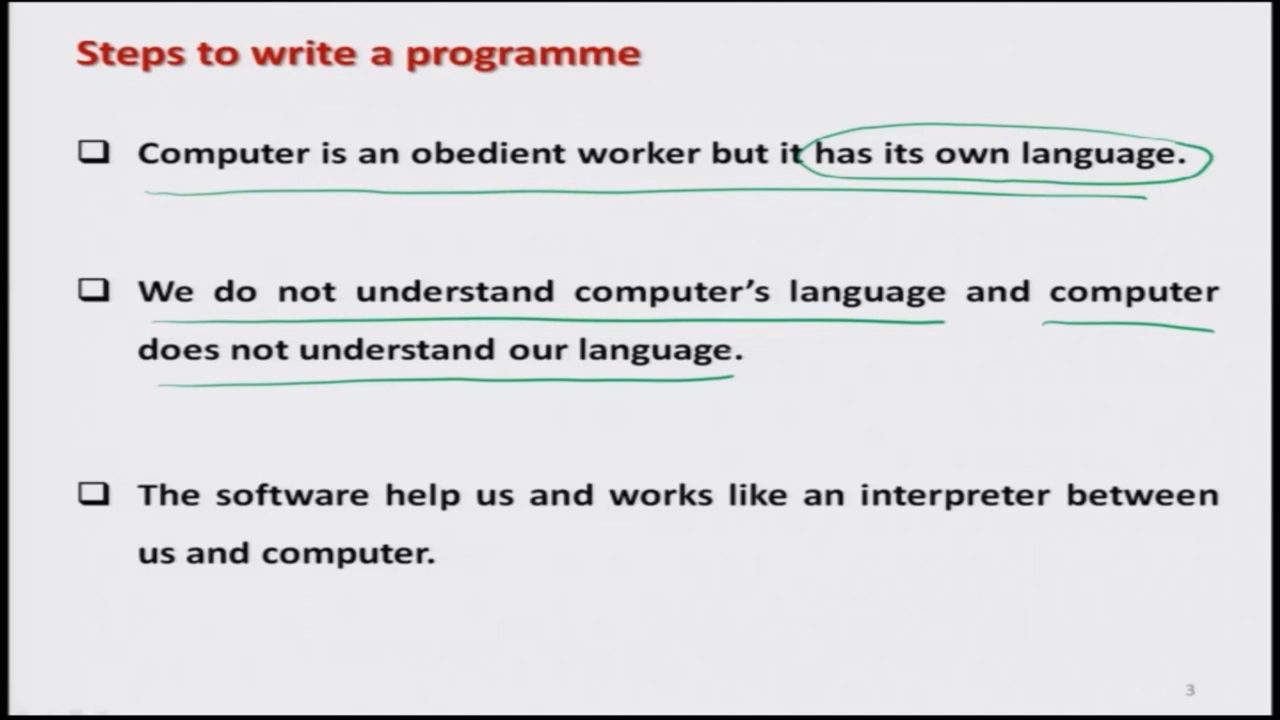 Steps to write a programme
❑ Computer is an obedient worker but it has its own language.
❑ We do not understand computer’s language and computer
does not understand our language.
❑ The software help us and works like an interpreter between
us and computer.
3